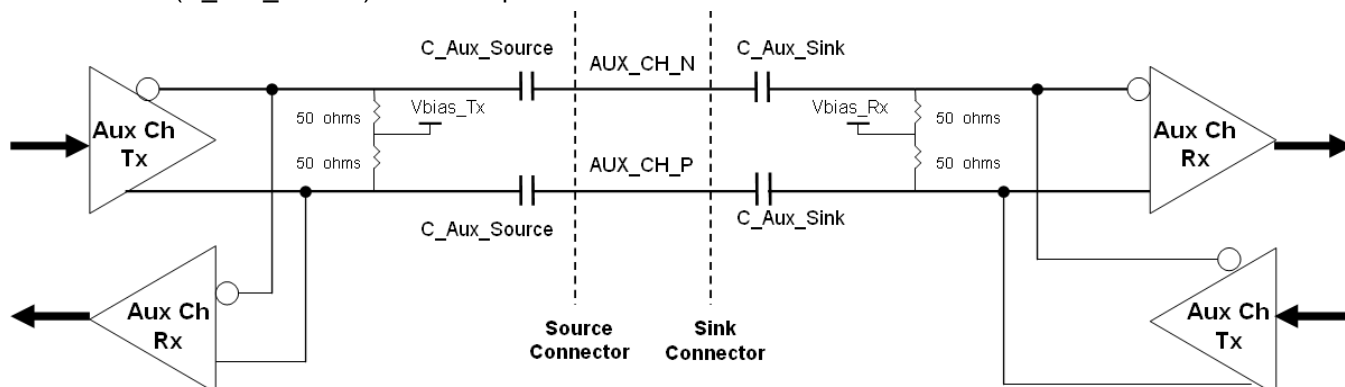 C_Aux_Source
AUX_CH_N
C_Aux_Sink
Aux Ch
Tx
50 ohms
Vbias_Tx
50 ohms
Vbias_Rx
50 ohms
50 ohms
Aux Ch
Rx
AUX_CH_P
C_Aux_Source
C_Aux_Sink
Aux Ch
Rx
Source
Connector
Sink
Connector
Aux Ch
Tx